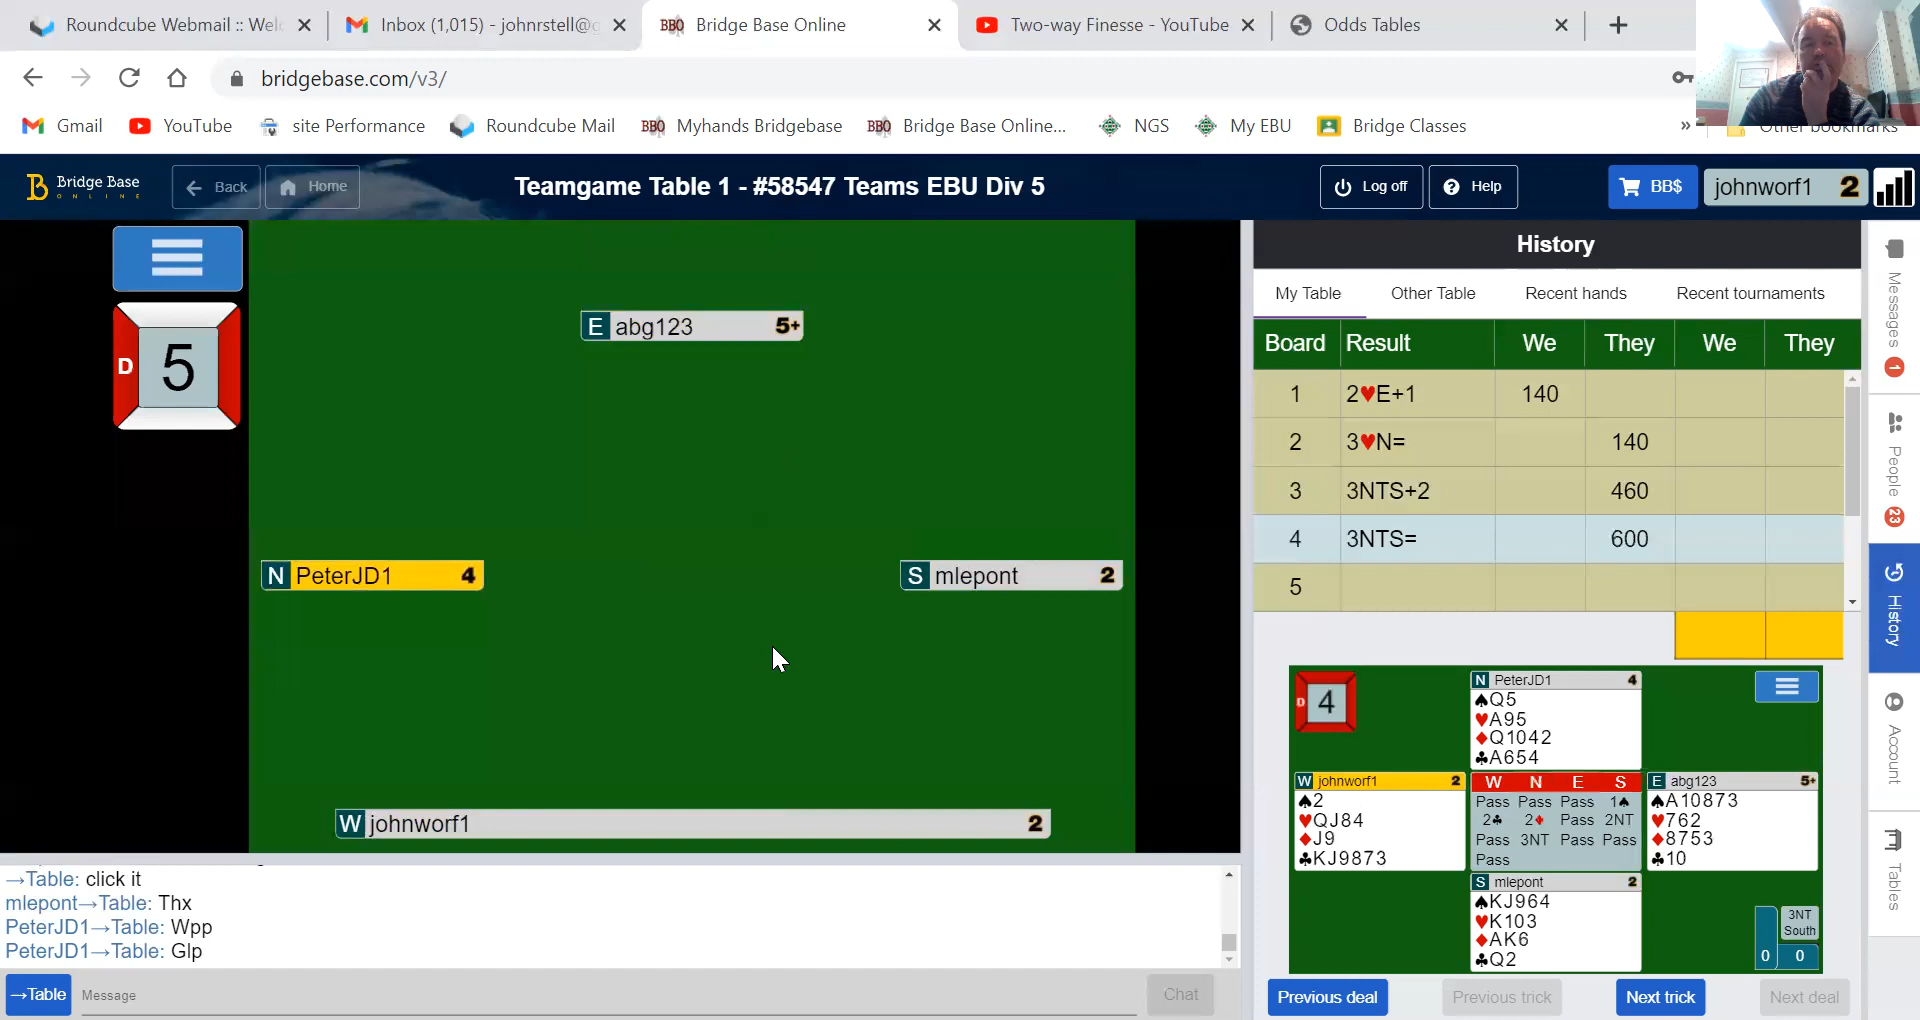 Roundcube Webmail :: Wel
Inbox (1,015) - johnrstell@g
BBO Bridge Base Online
Two-way Finesse - YouTube
Odds Tables
bridgebase.com/v3/
Gmail
YouTube
site Performance
Roundcube Mail
BBO Myhands Bridgebase
BBO Bridge Base Online...
NGS
My EBU
Bridge Classes
»
Other bookmarks
Bridge Base
ONLINE
Back
Home
Teamgame Table 1 - #58547 Teams EBU Div 5
Log off
Help
BB$
johnworf1 2
D 5
E abg123 5+
N PeterJD1 4
S mlepont 2
W johnworf1 2
→Table: click it
mlepont→Table: Thx
PeterJD1→Table: Wpp
PeterJD1→Table: Glp
→Table
Message
Chat
History
My Table Other Table Recent hands Recent tournaments
Board Result We They We They
1 2♥E+1 140
2 3♥N= 140
3 3NTS+2 460
4 3NTS= 600
5
D 4
N PeterJD1 4
♠Q5
♥A95
♦Q1042
♣A654
W johnworf1 2
♠2
♥QJ84
♦J9
♣KJ9873
W N E S
Pass Pass Pass 1♠
2♣ 2♦ Pass 2NT
Pass 3NT Pass Pass
Pass
E abg123 5+
♠A10873
♥762
♦8753
♣10
S mlepont 2
♠KJ964
♥K103
♦AK6
♣Q2
3NT
South
0 0
Previous deal
Previous trick
Next trick
Next deal
Messages 1
People 23
History
Account
Tables